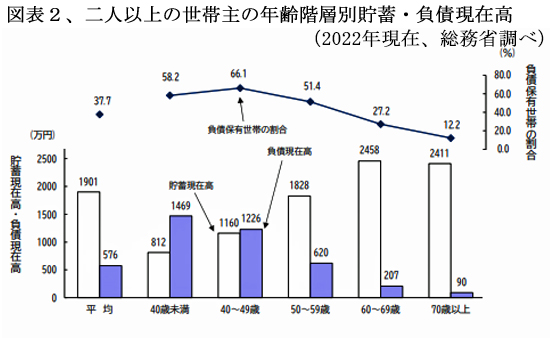 図表２、二人以上の世帯主の年齢階層別貯蓄・負債現在高
（2022年現在、総務省調べ）
(%)
80.0
60.0
40.0
20.0
0.0
負債保有世帯の割合
37.7
58.2
66.1
51.4
27.2
12.2
負債保有世帯の割合
(万円)
2500
2000
1500
1000
500
0
貯蓄現在高・負債現在高
貯蓄現在高
負債現在高
1901
576
812
1469
1160
1226
1828
620
2458
207
2411
90
平 均
40歳未満
40～49歳
50～59歳
60～69歳
70歳以上